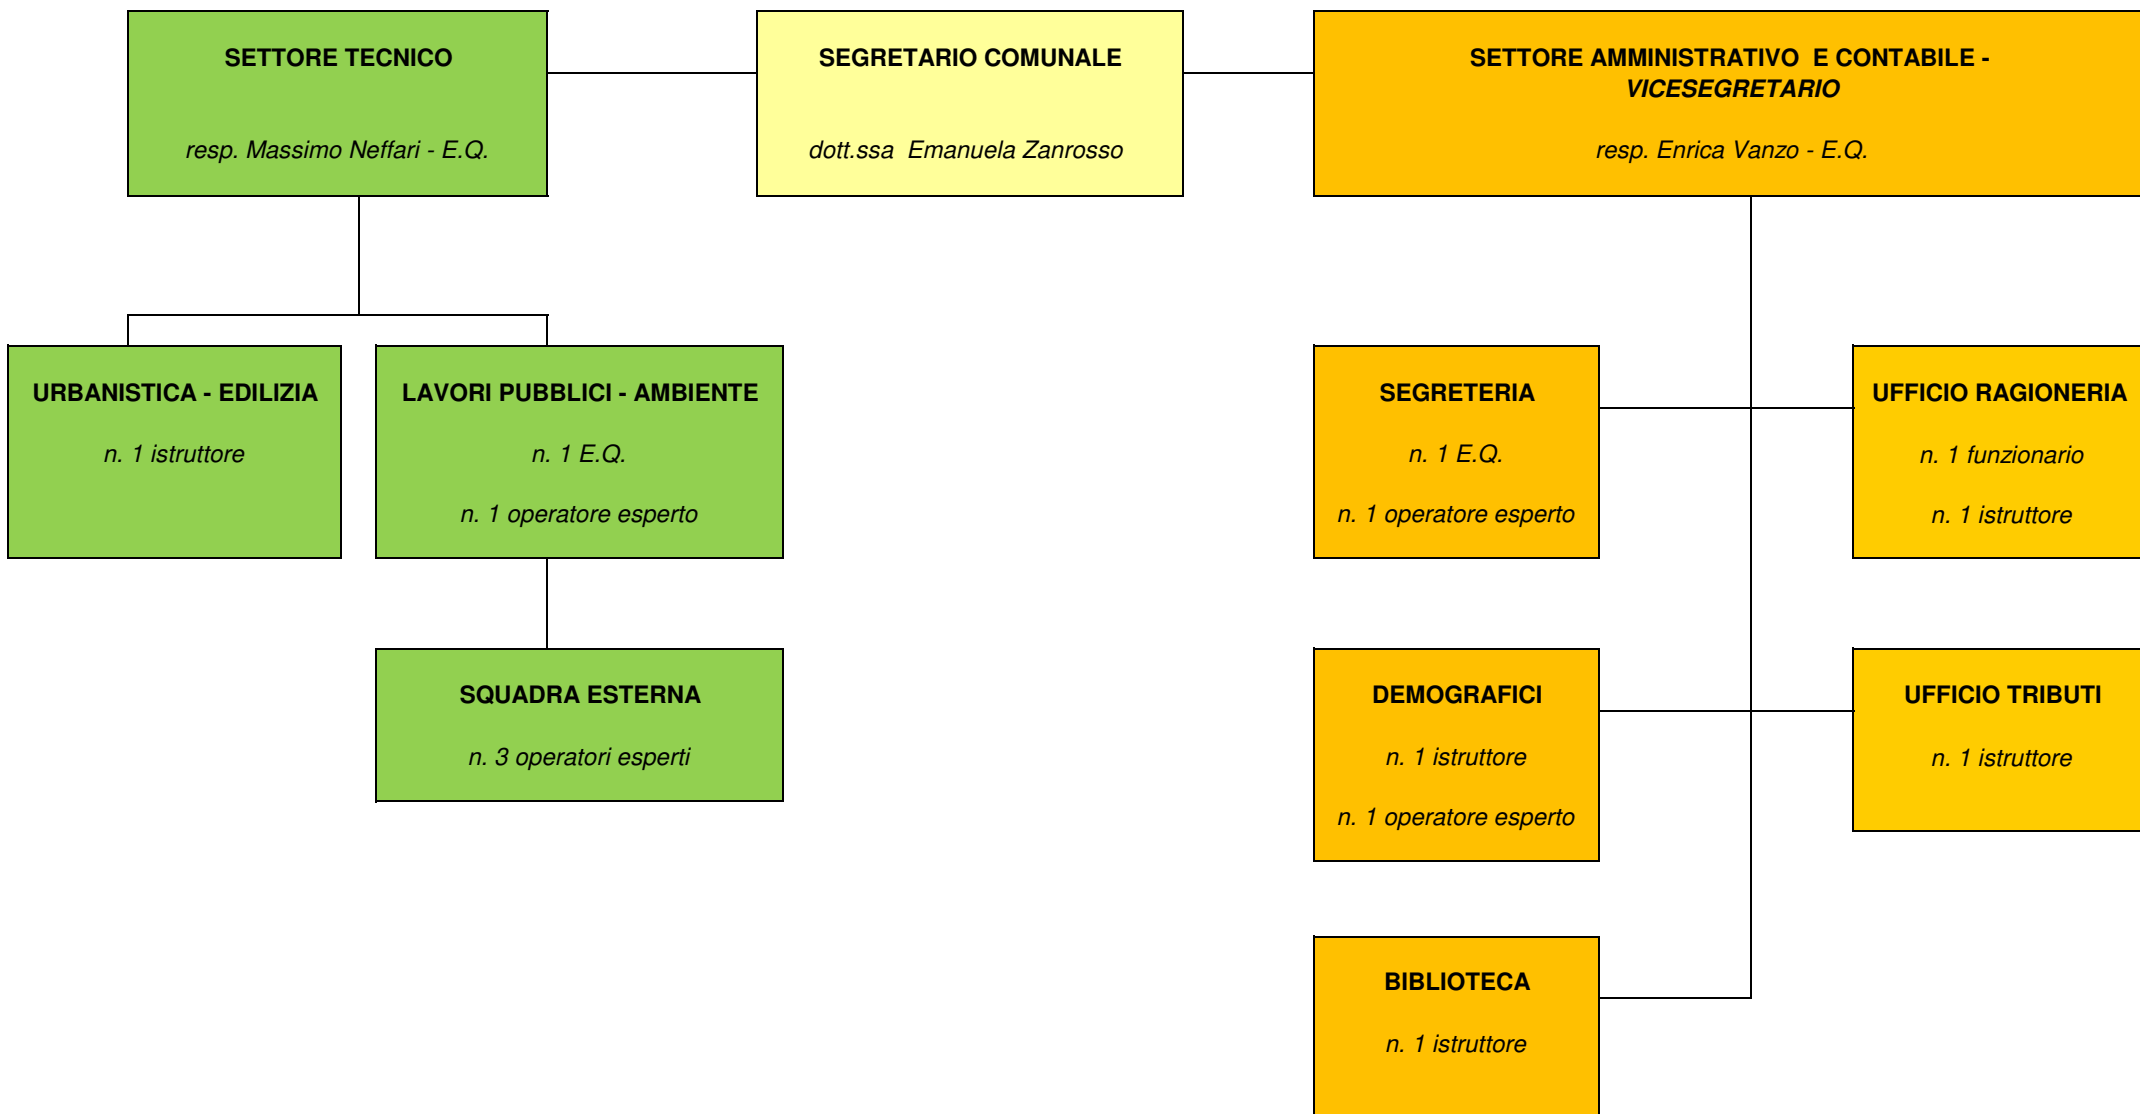 SETTORE TECNICO
resp. Massimo Neffari - E.Q.
SEGRETARIO COMUNALE
dott.ssa  Emanuela Zanrosso
SETTORE AMMINISTRATIVO  E CONTABILE -
VICESEGRETARIO
resp. Enrica Vanzo - E.Q.
URBANISTICA - EDILIZIA
n. 1 istruttore
LAVORI PUBBLICI - AMBIENTE
n. 1 E.Q.
n. 1 operatore esperto
SEGRETERIA
n. 1 E.Q.
n. 1 operatore esperto
UFFICIO RAGIONERIA
n. 1 funzionario
n. 1 istruttore
SQUADRA ESTERNA
n. 3 operatori esperti
DEMOGRAFICI
n. 1 istruttore
n. 1 operatore esperto
UFFICIO TRIBUTI
n. 1 istruttore
BIBLIOTECA
n. 1 istruttore